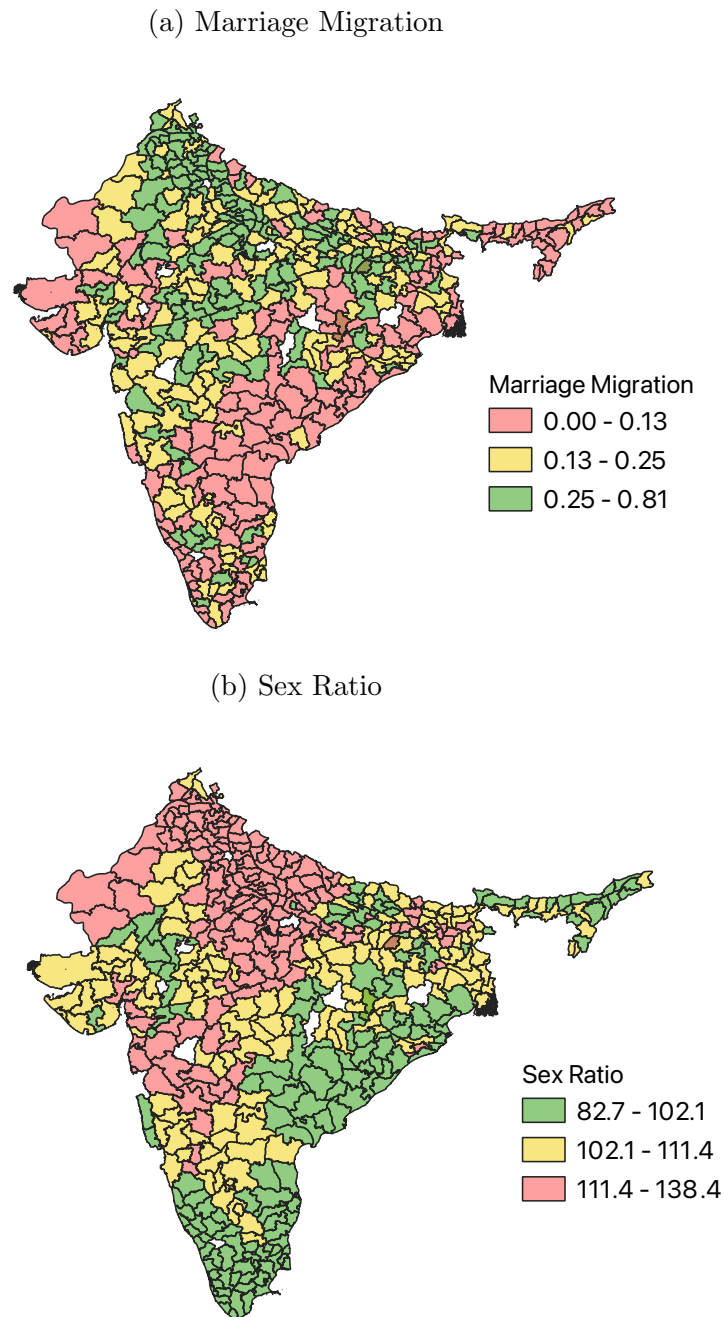 (a) Marriage Migration
Marriage Migration
0.00 - 0.13
0.13 - 0.25
0.25 - 0.81
(b) Sex Ratio
Sex Ratio
82.7 - 102.1
102.1 - 111.4
111.4 - 138.4